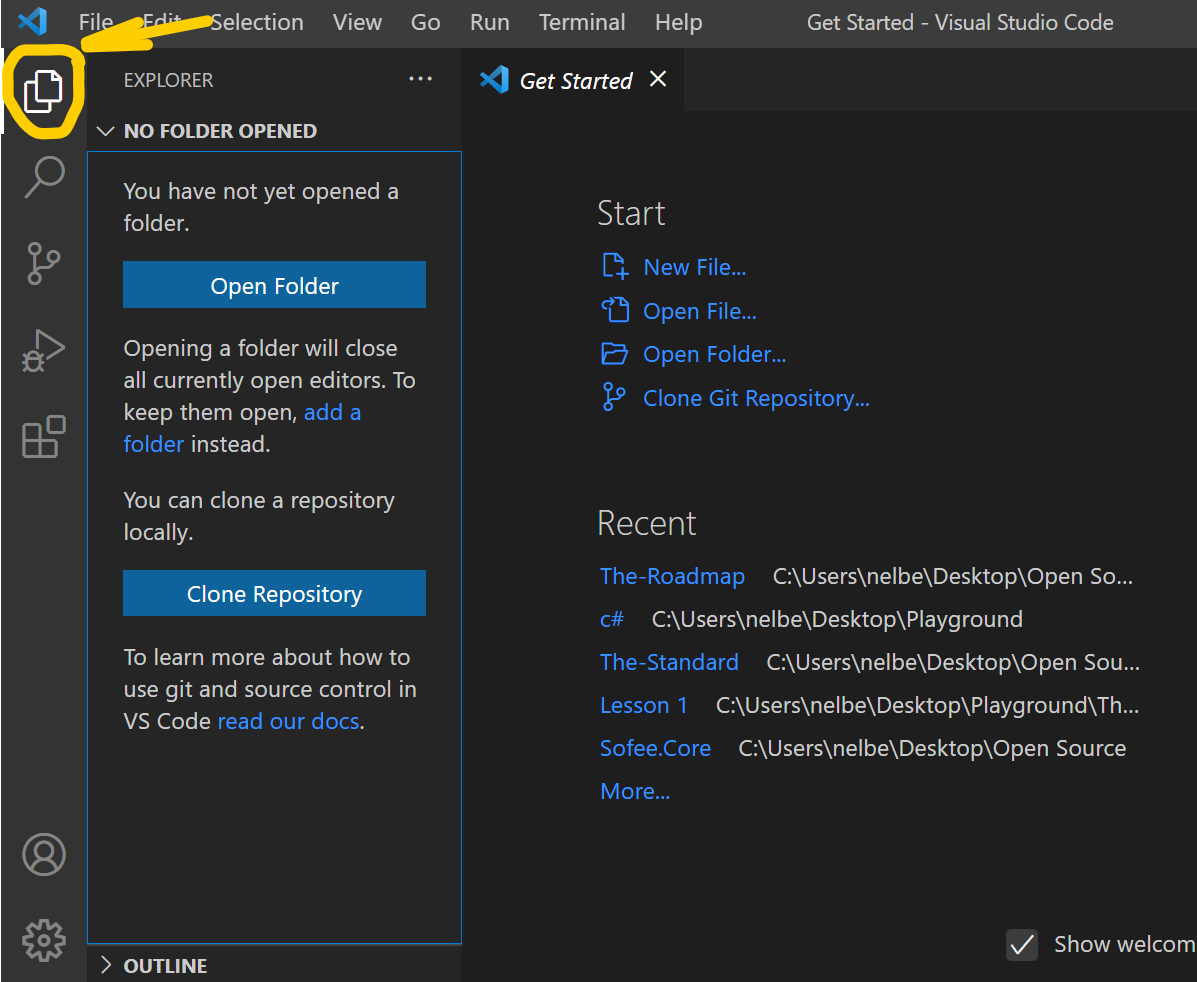 File Edit Selection View Go Run Terminal Help Get Started - Visual Studio Code
EXPLORER ...
Get Started
NO FOLDER OPENED
You have not yet opened a
folder.
Open Folder
Opening a folder will close
all currently open editors. To
keep them open, add a
folder instead.
You can clone a repository
locally.
Clone Repository
To learn more about how to
use git and source control in
VS Code read our docs.
OUTLINE
Start
New File...
Open File...
Open Folder...
Clone Git Repository...
Recent
The-Roadmap C:\Users\nelbe\Desktop\Open So...
c# C:\Users\nelbe\Desktop\Playground
The-Standard C:\Users\nelbe\Desktop\Open Sou...
Lesson 1 C:\Users\nelbe\Desktop\Playground\Th...
Sofee.Core C:\Users\nelbe\Desktop\Open Source
More...
Show welcom